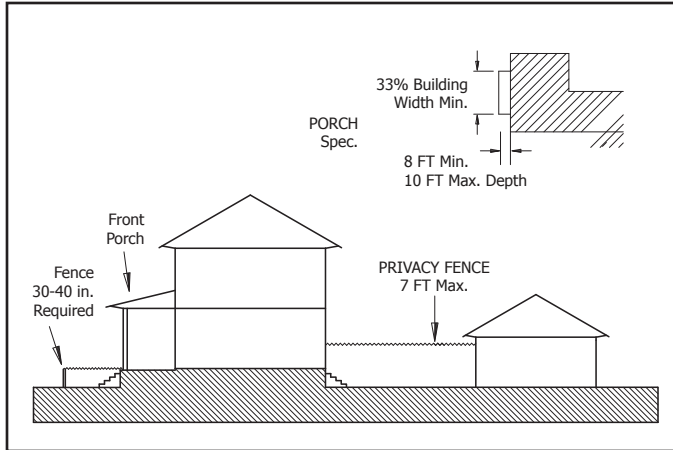 33% Building
Width Min.
PORCH
Spec.
8 FT Min.
10 FT Max. Depth
Front
Porch
Fence
30-40 in.
Required
PRIVACY FENCE
7 FT Max.